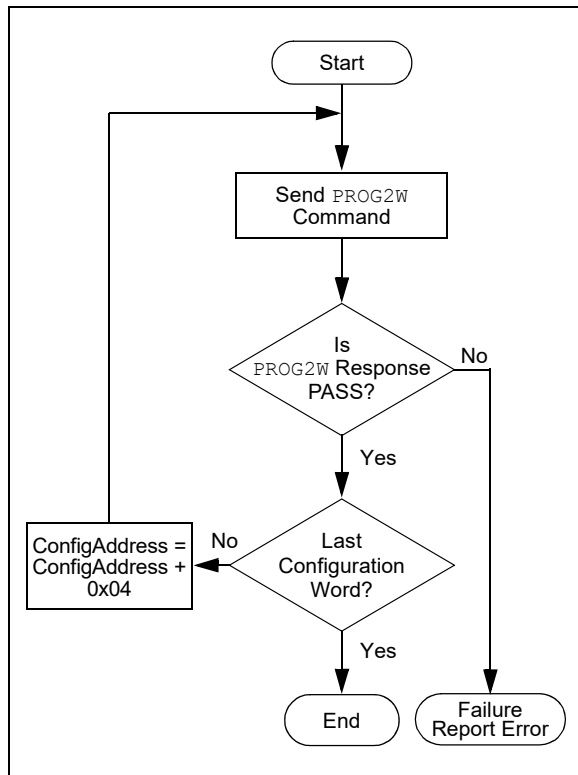 Start
Send PROG2W
Command
Is
PROG2W Response
PASS?
No
Yes
Last
Configuration
Word?
No
ConfigAddress =
ConfigAddress +
0x04
Yes
End
Failure
Report Error